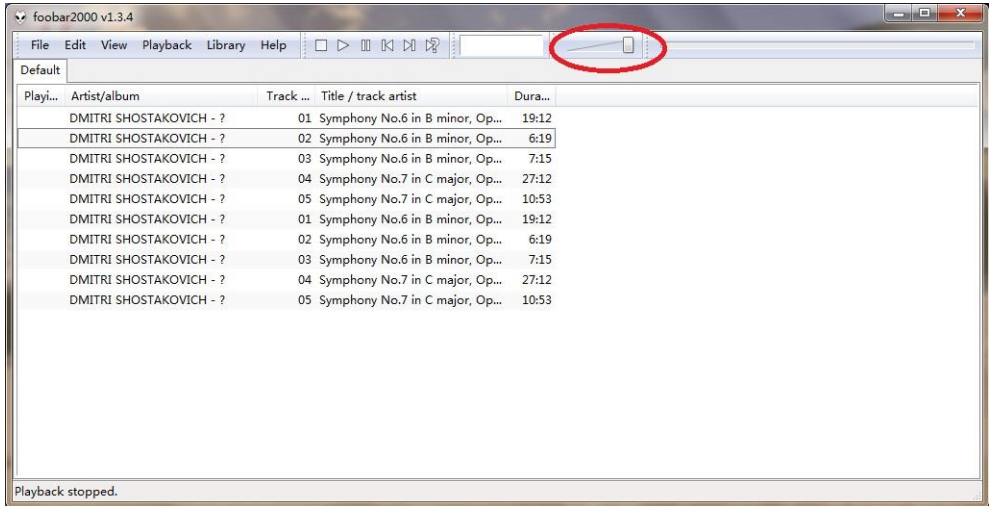 foobar2000 v1.3.4
File Edit View Playback Library Help
Default
Playi... Artist/album Track ... Title / track artist Dura...
DMITRI SHOSTAKOVICH - ? 01 Symphony No.6 in B minor, Op... 19:12
DMITRI SHOSTAKOVICH - ? 02 Symphony No.6 in B minor, Op... 6:19
DMITRI SHOSTAKOVICH - ? 03 Symphony No.6 in B minor, Op... 7:15
DMITRI SHOSTAKOVICH - ? 04 Symphony No.7 in C major, Op... 27:12
DMITRI SHOSTAKOVICH - ? 05 Symphony No.7 in C major, Op... 10:53
DMITRI SHOSTAKOVICH - ? 01 Symphony No.6 in B minor, Op... 19:12
DMITRI SHOSTAKOVICH - ? 02 Symphony No.6 in B minor, Op... 6:19
DMITRI SHOSTAKOVICH - ? 03 Symphony No.6 in B minor, Op... 7:15
DMITRI SHOSTAKOVICH - ? 04 Symphony No.7 in C major, Op... 27:12
DMITRI SHOSTAKOVICH - ? 05 Symphony No.7 in C major, Op... 10:53
Playback stopped.